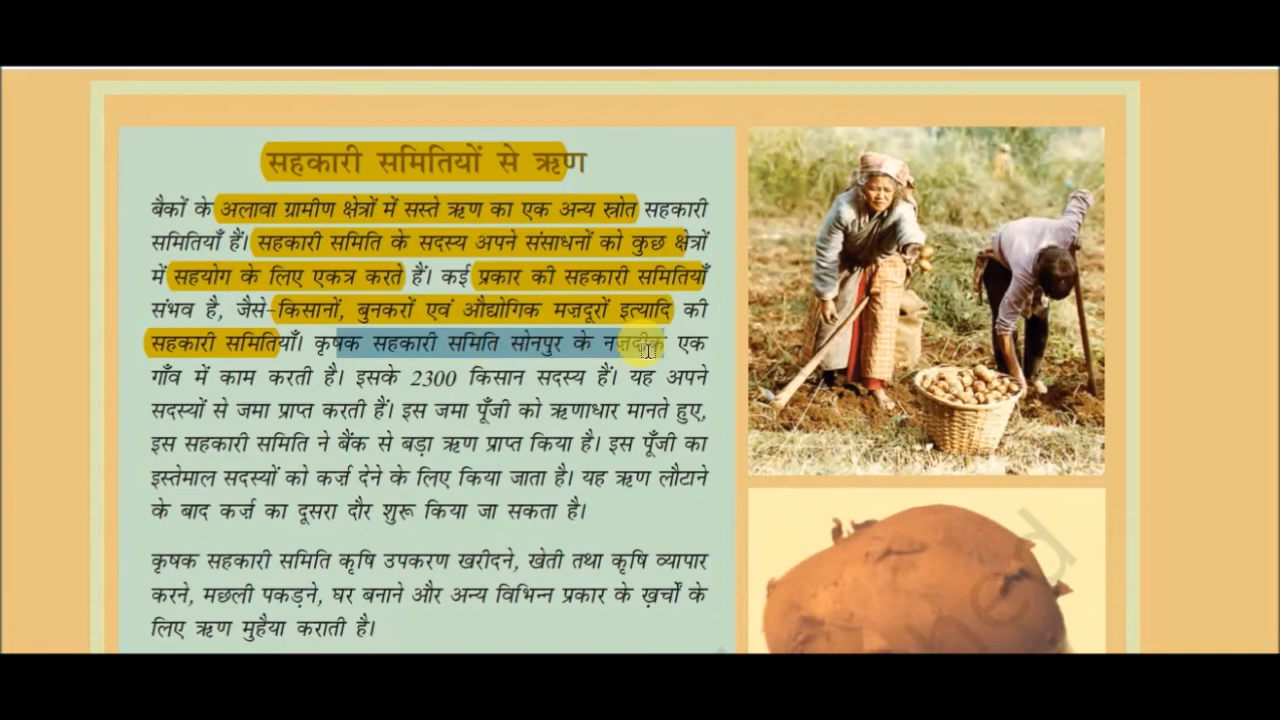 सहकारी समितियों से ऋण
बैकों के अलावा ग्रामीण क्षेत्रों में सस्ते ऋण का एक अन्य स्रोत सहकारी
समितियाँ हैं। सहकारी समिति के सदस्य अपने संसाधनों को कुछ क्षेत्रों
में सहयोग के लिए एकत्र करते हैं। कई प्रकार की सहकारी समितियाँ
संभव है, जैसे-किसानों, बुनकरों एवं औद्योगिक मज़दूरों इत्यादि की
सहकारी समितियाँ। कृषक सहकारी समिति सोनपुर के नज़दीक एक
गाँव में काम करती है। इसके 2300 किसान सदस्य हैं। यह अपने
सदस्यों से जमा प्राप्त करती हैं। इस जमा पूँजी को ऋणाधार मानते हुए,
इस सहकारी समिति ने बैंक से बड़ा ऋण प्राप्त किया है। इस पूँजी का
इस्तेमाल सदस्यों को कर्ज़ देने के लिए किया जाता है। यह ऋण लौटाने
के बाद कर्ज़ का दूसरा दौर शुरू किया जा सकता है।
कृषक सहकारी समिति कृषि उपकरण खरीदने, खेती तथा कृषि व्यापार
करने, मछली पकड़ने, घर बनाने और अन्य विभिन्न प्रकार के ख़र्चों के
लिए ऋण मुहैया कराती है।